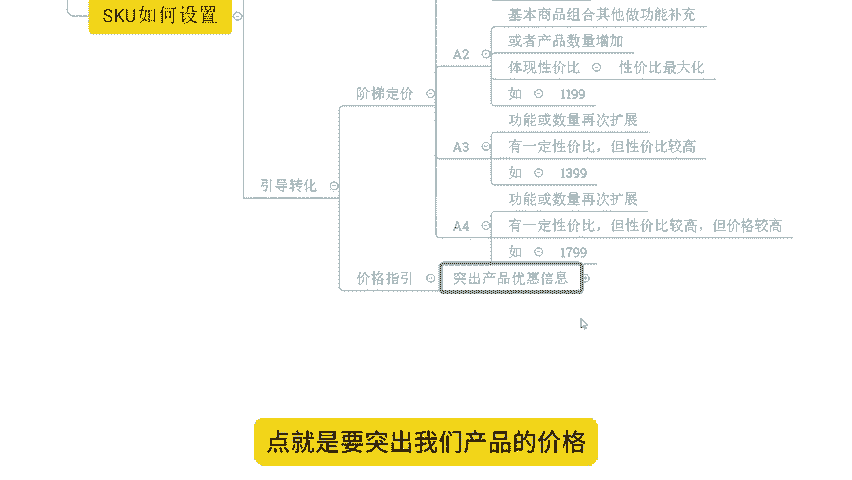 SKU如何设置
基本商品组合其他做功能补充
A2
或者产品数量增加
体现性价比 性价比最大化
如 1199
阶梯定价
功能或数量再次扩展
A3
有一定性价比，但性价比较高
如 1399
引导转化
功能或数量再次扩展
A4
有一定性价比，但性价比较高，但价格较高
如 1799
价格指引
突出产品优惠信息
点就是要突出我们产品的价格